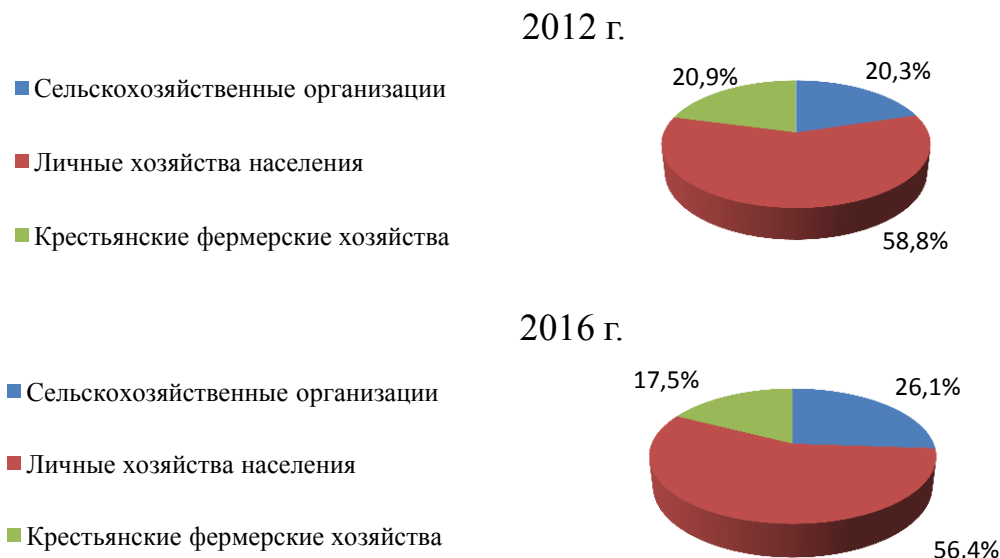 2012 г.
Сельскохозяйственные организации
Личные хозяйства населения
Крестьянские фермерские хозяйства
20,9%
20,3%
58,8%
2016 г.
Сельскохозяйственные организации
Личные хозяйства населения
Крестьянские фермерские хозяйства
17,5%
26,1%
56,4%